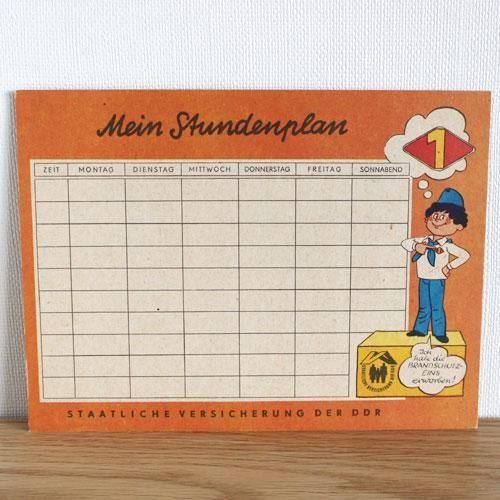 Mein Stundenplan
1
ZEIT MONTAG DIENSTAG MITTWOCH DONNERSTAG FREITAG SONNABEND
Ich
habe die
BRANDSCHUTZ-
EINS
erworben!
STAATLICHE VERSICHERUNG DER DDR